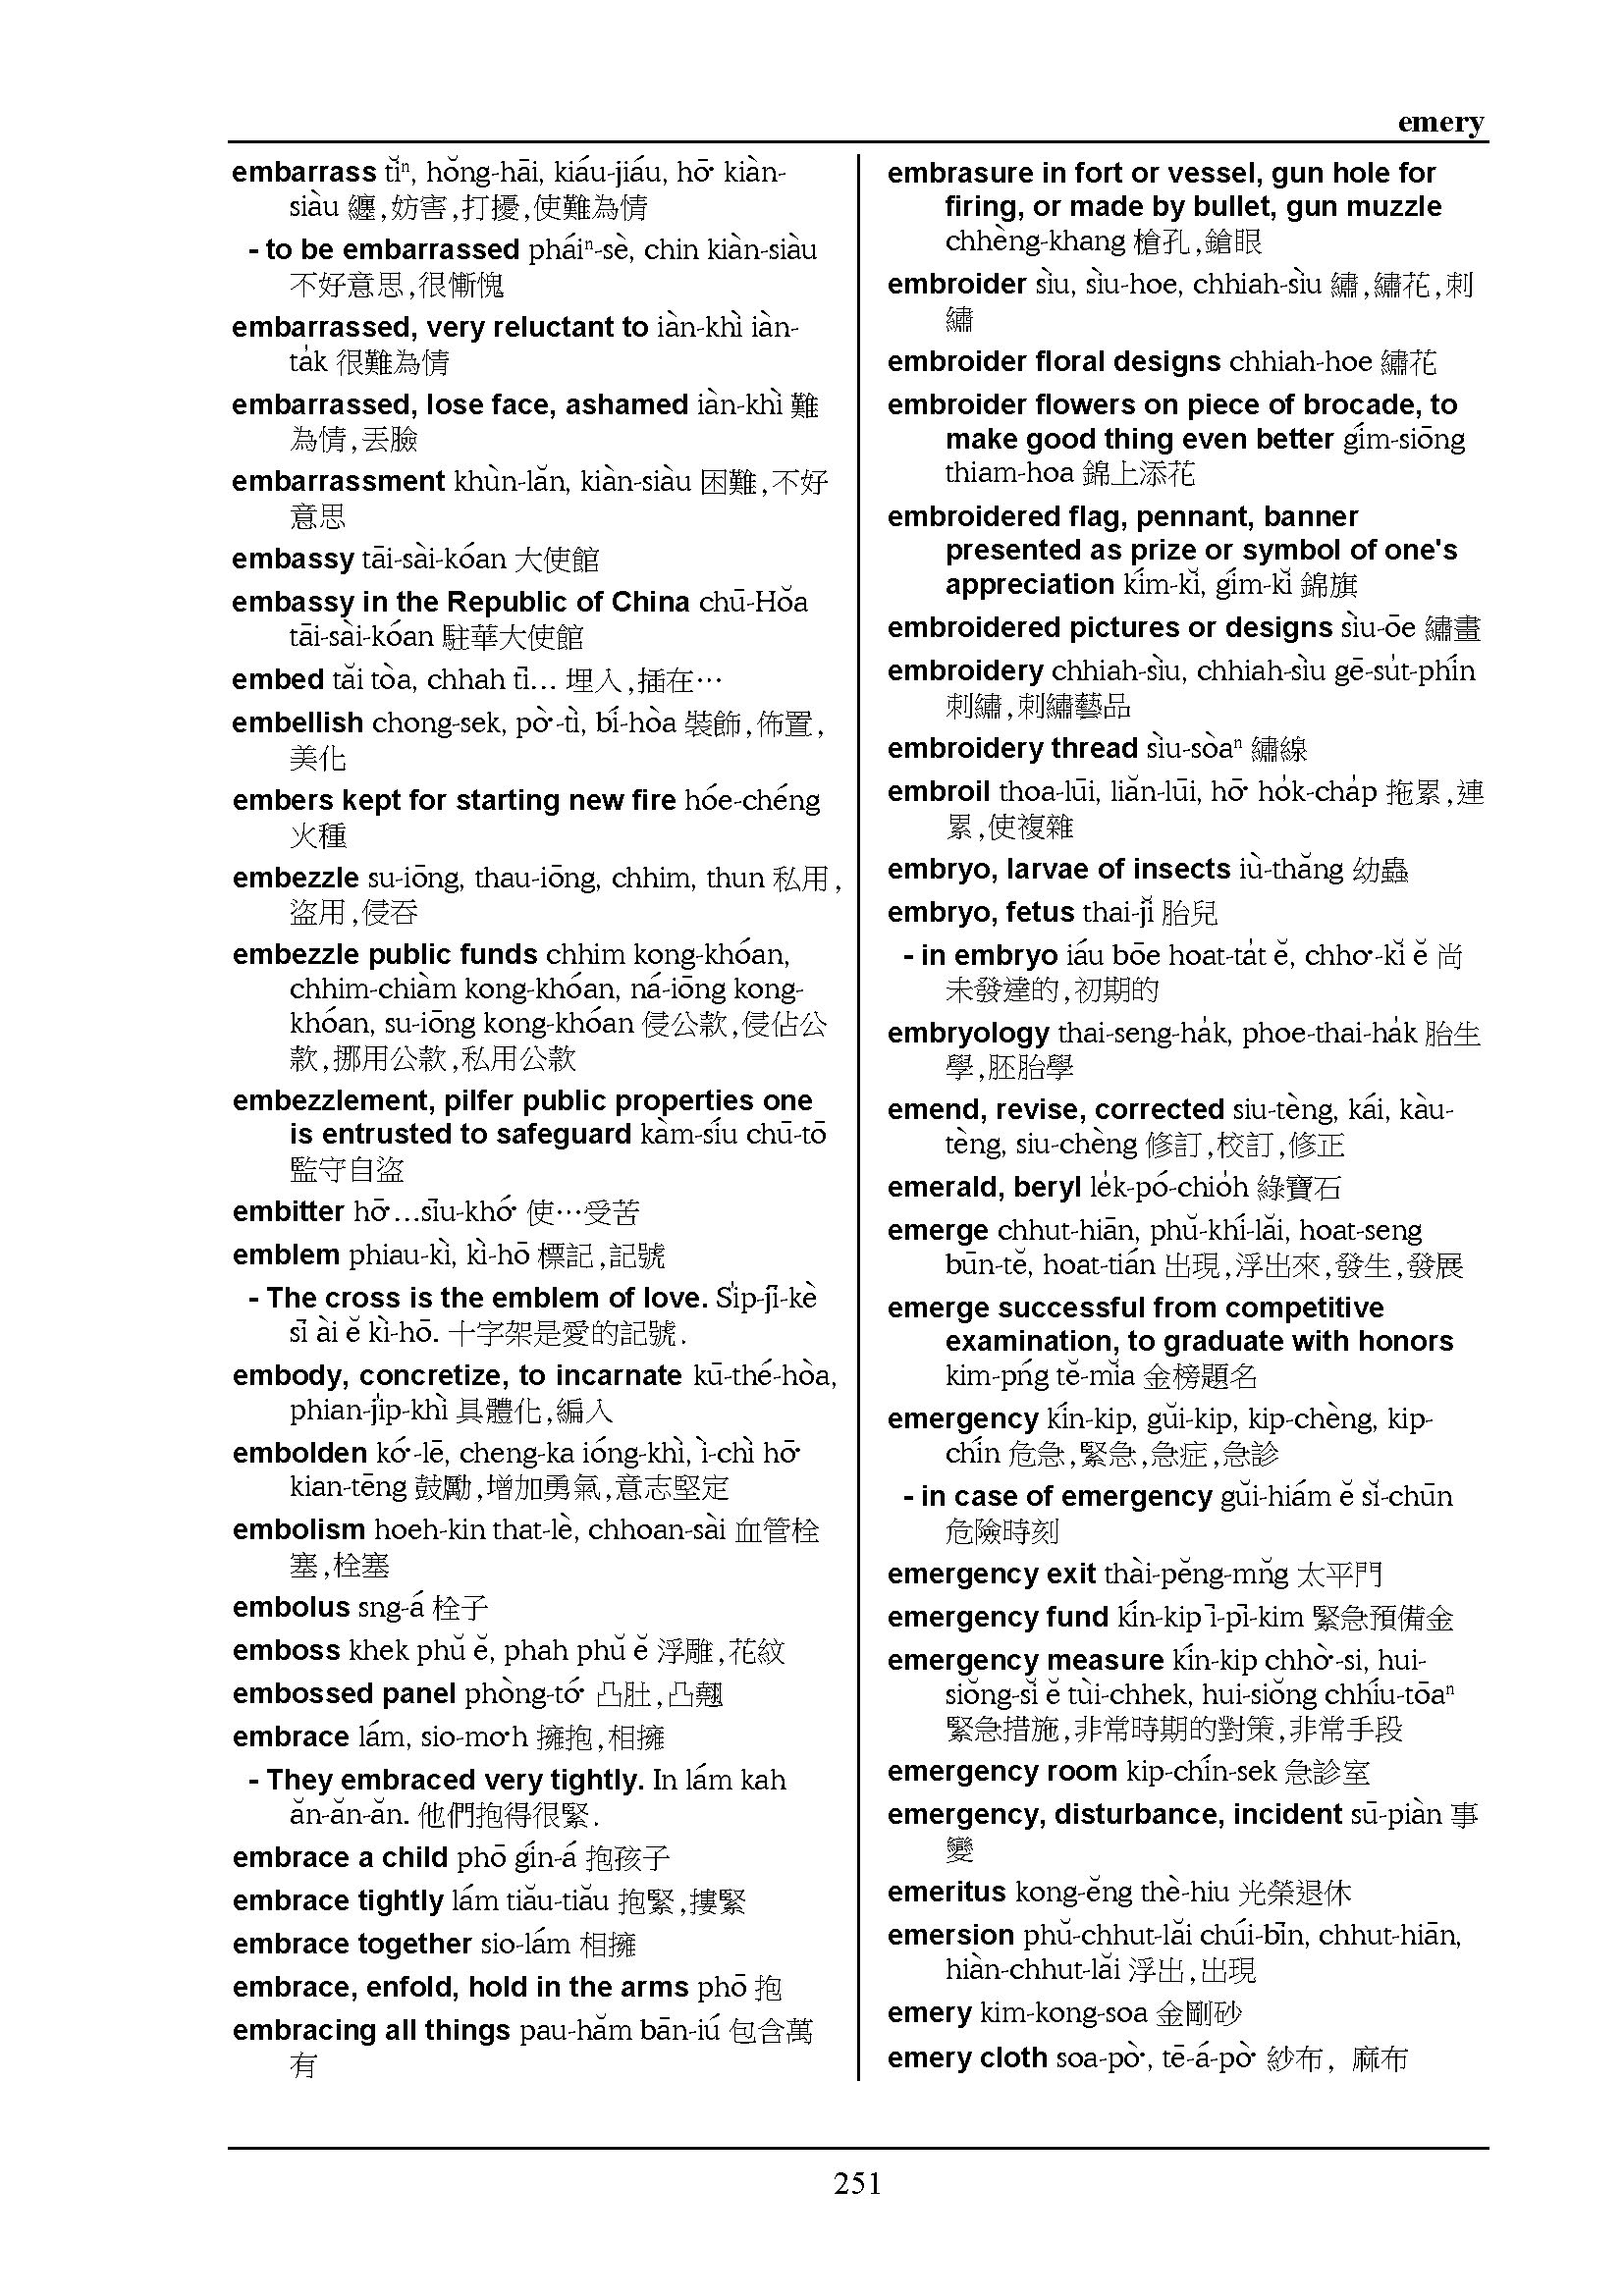 emery
embarrass tĭⁿ, hŏng-hāi, kiáu-jiáu, hō͘ kiàn-
siàu 纏,妨害,打擾,使難為情
- to be embarrassed pháiⁿ-sè, chin kiàn-siàu
不好意思,很慚愧
embarrassed, very reluctant to iàn-khì iàn-
ta̍k 很難為情
embarrassed, lose face, ashamed iàn-khì 難
為情,丟臉
embarrassment khùn-lăn, kiàn-siàu 困難,不好
意思
embassy tāi-sài-kóan 大使館
embassy in the Republic of China chū-Hŏa
tāi-sài-kóan 駐華大使館
embed tăi tòa, chhah tī... 埋入,插在…
embellish chong-sek, pò͘-tì, bí-hòa 裝飾,佈置,
美化
embers kept for starting new fire hóe-chéng
火種
embezzle su-iōng, thau-iōng, chhim, thun 私用,
盜用,侵吞
embezzle public funds chhim kong-khóan,
chhim-chiàm kong-khóan, ná-iōng kong-
khóan, su-iōng kong-khóan 侵公款,侵佔公
款,挪用公款,私用公款
embezzlement, pilfer public properties one
is entrusted to safeguard kàm-síu chū-tō
監守自盜
embitter hō͘...sīu-khó͘ 使…受苦
emblem phiau-kì, kì-hō 標記,記號
- The cross is the emblem of love. Si̍p-jī-kè
sī ài ĕ kì-hō. 十字架是愛的記號.
embody, concretize, to incarnate kū-thé-hòa,
phian-ji̍p-khì 具體化,編入
embolden kó͘-lē, cheng-ka ióng-khì, ì-chì hō͘
kian-tēng 鼓勵,增加勇氣,意志堅定
embolism hoeh-kin that-lè, chhoan-sài 血管栓
塞,栓塞
embolus sng-á 栓子
emboss khek phŭ ĕ, phah phŭ ĕ 浮雕,花紋
embossed panel phòng-tó͘ 凸肚,凸翹
embrace lám, sio-mo͘h 擁抱,相擁
- They embraced very tightly. In lám kah
ăn-ăn-ăn. 他們抱得很緊.
embrace a child phō gín-á 抱孩子
embrace tightly lám tiău-tiău 抱緊,摟緊
embrace together sio-lám 相擁
embrace, enfold, hold in the arms phō 抱
embracing all things pau-hăm bān-iú 包含萬
有
embrasure in fort or vessel, gun hole for
firing, or made by bullet, gun muzzle
chhèng-khang 槍孔,鎗眼
embroider sìu, sìu-hoe, chhiah-sìu 繡,繡花,刺
繡
embroider floral designs chhiah-hoe 繡花
embroider flowers on piece of brocade, to
make good thing even better gím-siōng
thiam-hoa 錦上添花
embroidered flag, pennant, banner
presented as prize or symbol of one's
appreciation kím-kĭ, gím-kĭ 錦旗
embroidered pictures or designs sìu-ōe 繡畫
embroidery chhiah-sìu, chhiah-sìu gē-su̍t-phín
刺繡,刺繡藝品
embroidery thread sìu-sòaⁿ 繡線
embroil thoa-lūi, liăn-lūi, hō͘ ho̍k-cha̍p 拖累,連
累,使複雜
embryo, larvae of insects iù-thăng 幼蟲
embryo, fetus thai-jĭ 胎兒
- in embryo iáu bōe hoat-ta̍t ĕ, chho͘-kĭ ĕ 尚
未發達的,初期的
embryology thai-seng-ha̍k, phoe-thai-ha̍k 胎生
學,胚胎學
emend, revise, corrected siu-tèng, kái, kàu-
tèng, siu-chèng 修訂,校訂,修正
emerald, beryl le̍k-pó-chio̍h 綠寶石
emerge chhut-hiān, phŭ-khí-lăi, hoat-seng
būn-tĕ, hoat-tián 出現,浮出來,發生,發展
emerge successful from competitive
examination, to graduate with honors
kim-pńg tĕ-mĭa 金榜題名
emergency kín-kip, gŭi-kip, kip-chèng, kip-
chín 危急,緊急,急症,急診
- in case of emergency gŭi-hiám ĕ sĭ-chūn
危險時刻
emergency exit thài-pĕng-mn̆g 太平門
emergency fund kín-kip ī-pī-kim 緊急預備金
emergency measure kín-kip chhò͘-si, hui-
siŏng-sĭ ĕ tùi-chhek, hui-siŏng chhíu-tōaⁿ
緊急措施,非常時期的對策,非常手段
emergency room kip-chín-sek 急診室
emergency, disturbance, incident sū-piàn 事
變
emeritus kong-ĕng thè-hiu 光榮退休
emersion phŭ-chhut-lăi chúi-bīn, chhut-hiān,
hiàn-chhut-lăi 浮出,出現
emery kim-kong-soa 金剛砂
emery cloth soa-pò͘, tē-á-pò͘ 紗布, 麻布
251